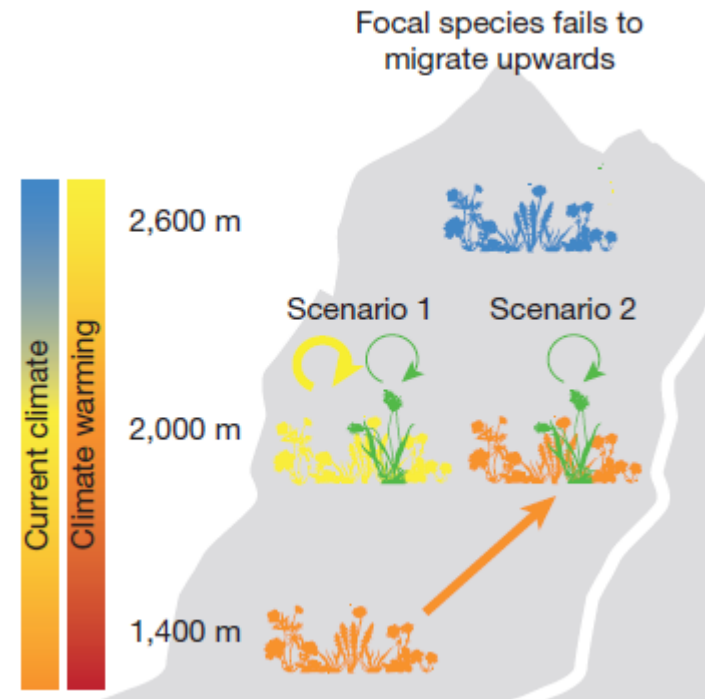 Focal species fails to
migrate upwards
Current climate
Climate warming
2,600 m
Scenario 1
Scenario 2
2,000 m
1,400 m